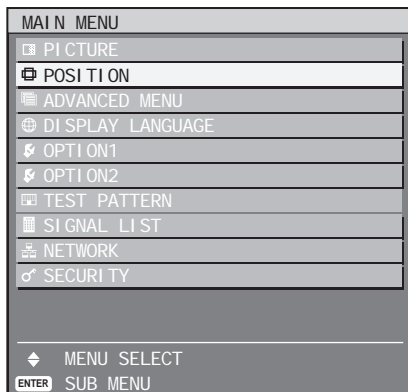 MAIN MENU
PICTURE
POSITION
ADVANCED MENU
DISPLAY LANGUAGE
OPTION1
OPTION2
TEST PATTERN
SIGNAL LIST
NETWORK
SECURITY
MENU SELECT
ENTER SUB MENU